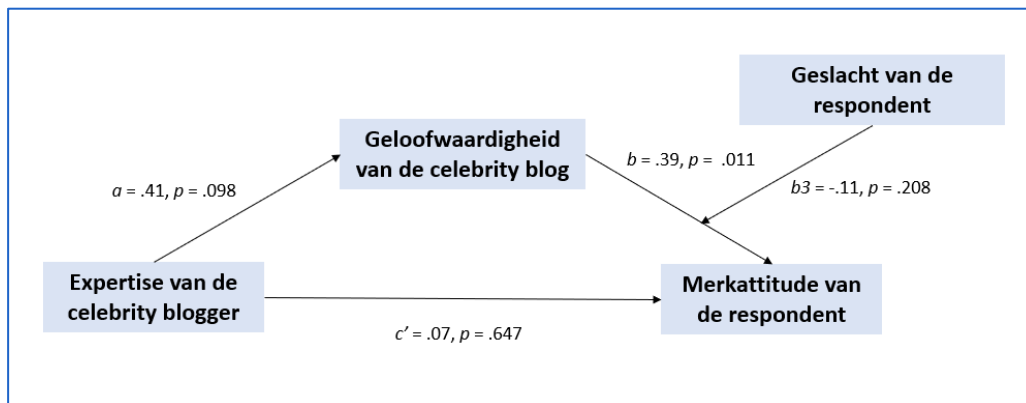 Geslacht van de
respondent
Geloofwaardigheid
van de celebrity blog
b = .39, p = .011
a = .41, p = .098
b3 = -.11, p = .208
Expertise van de
celebrity blogger
Merkattitude van
de respondent
c’ = .07, p = .647